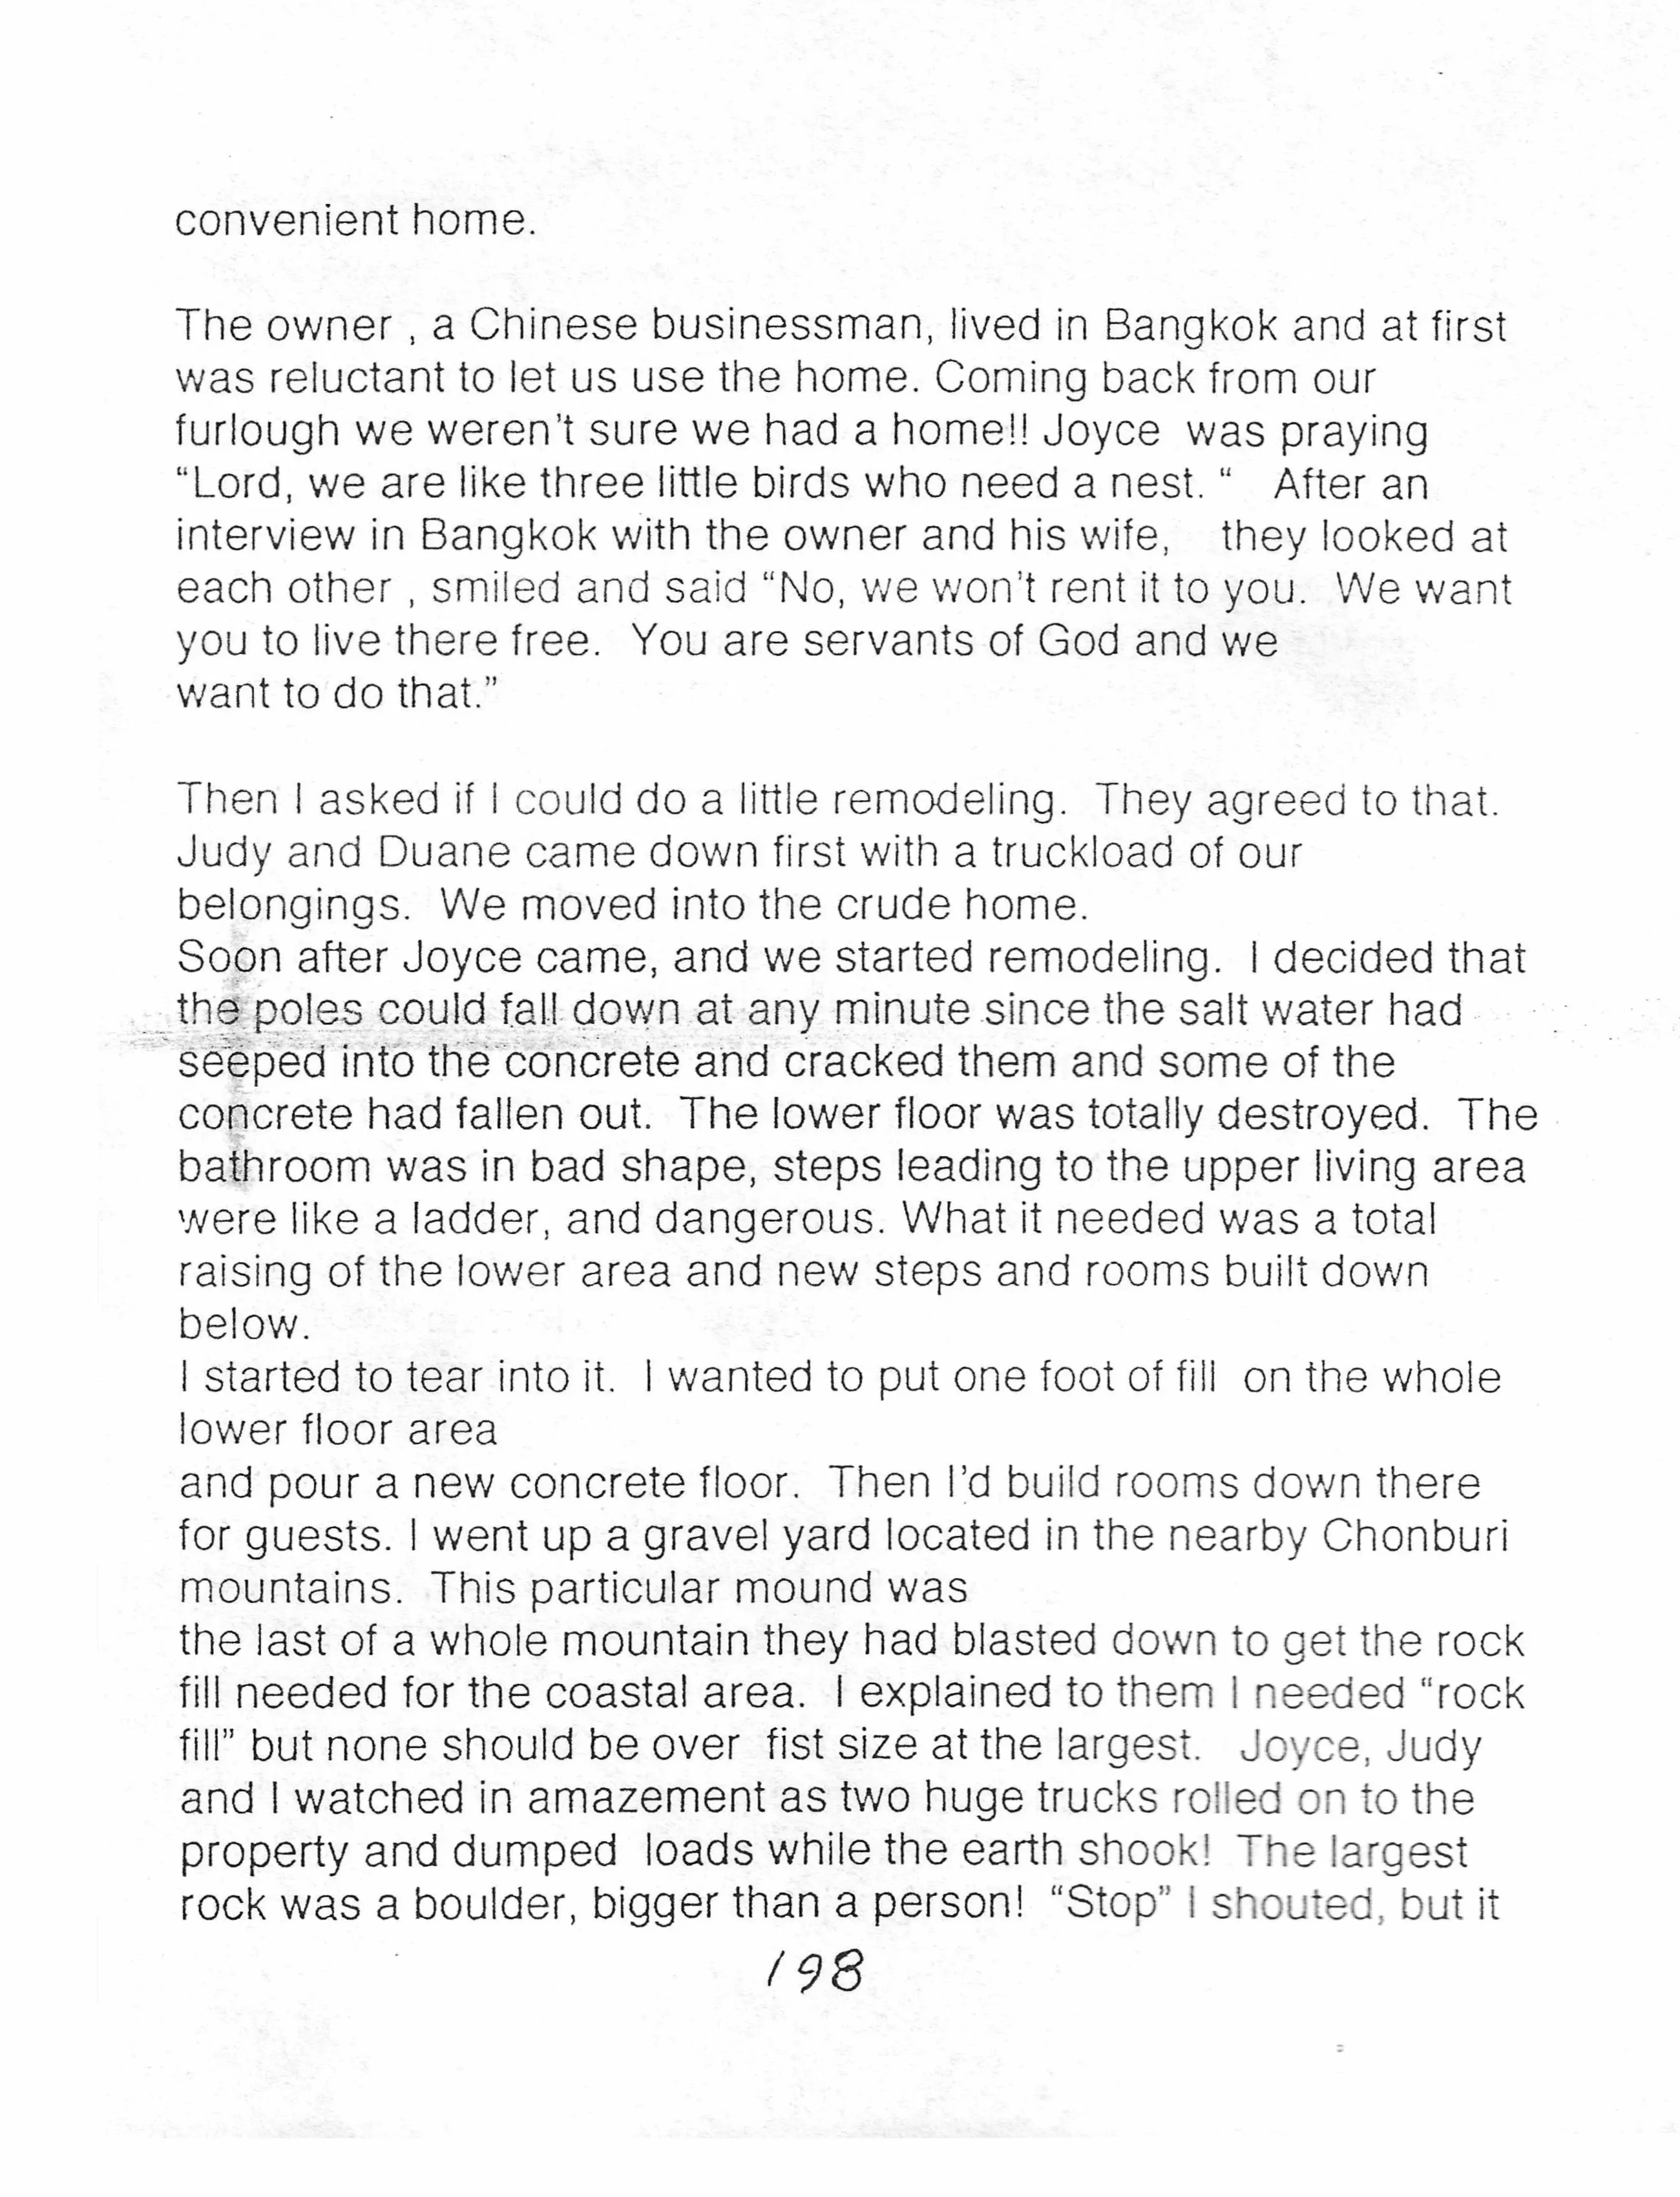 convenient home.
The owner , a Chinese businessman, lived in Bangkok and at first
was reluctant to let us use the home. Coming back from our
furlough we weren't sure we had a home!! Joyce was praying
“Lord, we are like three little birds who need a nest. “ After an
interview in Bangkok with the owner and his wife, they looked at
each other , smiled and said “No, we won't rent it to you. We want
you to live there free. You are servants of God and we
want to do that.”
Then I asked if I could do a little remodeling. They agreed to that.
Judy and Duane came down first with a truckload of our
belongings. We moved into the crude home.
Soon after Joyce came, and we started remodeling. I decided that
the poles could fall down at any minute since the salt water had
seeped into the concrete and cracked them and some of the
concrete had fallen out. The lower floor was totally destroyed. The
bathroom was in bad shape, steps leading to the upper living area
were like a ladder, and dangerous. What it needed was a total
raising of the lower area and new steps and rooms built down
below.
I started to tear into it. I wanted to put one foot of fill on the whole
lower floor area
and pour a new concrete floor. Then I'd build rooms down there
for guests. I went up a gravel yard located in the nearby Chonburi
mountains. This particular mound was
the last of a whole mountain they had blasted down to get the rock
fill needed for the coastal area. I explained to them I needed “rock
fill” but none should be over fist size at the largest. Joyce, Judy
and I watched in amazement as two huge trucks rolled on to the
property and dumped loads while the earth shook! The largest
rock was a boulder, bigger than a person! “Stop” I shouted, but it
198